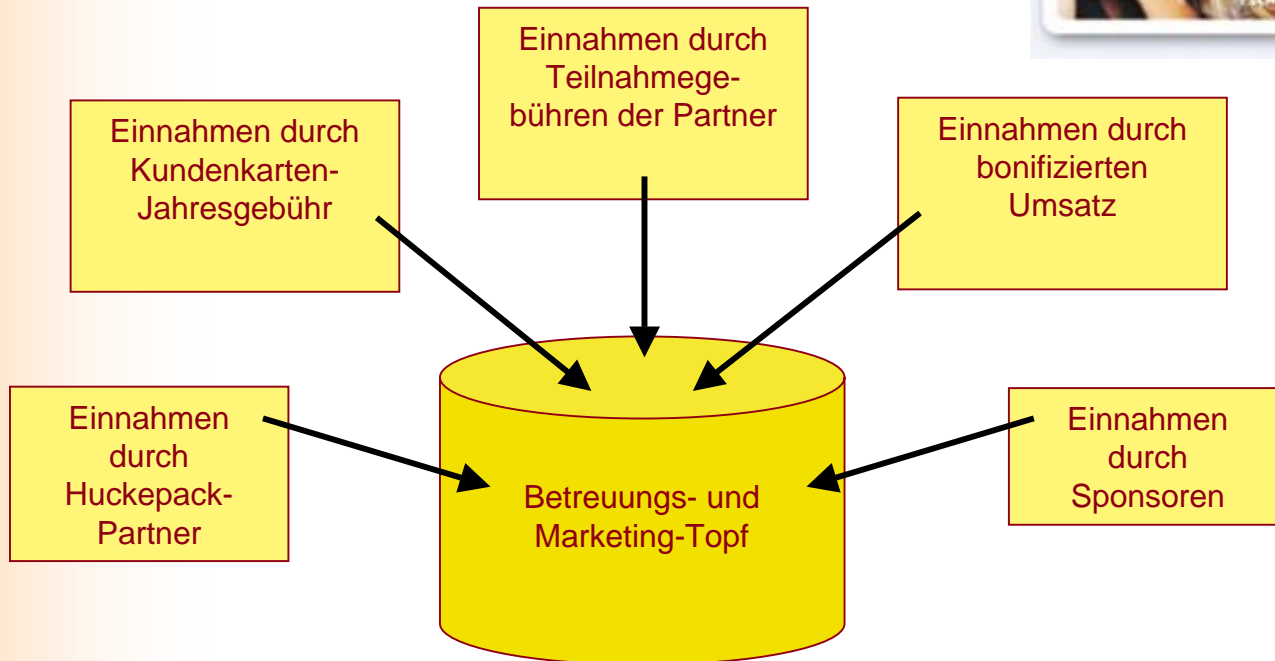 Einnahmen durch
Teilnahmege-
bühren der Partner
Einnahmen durch
Kundenkarten-
Jahresgebühr
Einnahmen durch
bonifizierten
Umsatz
Einnahmen
durch
Huckepack-
Partner
Betreuungs- und
Marketing-Topf
Einnahmen
durch
Sponsoren